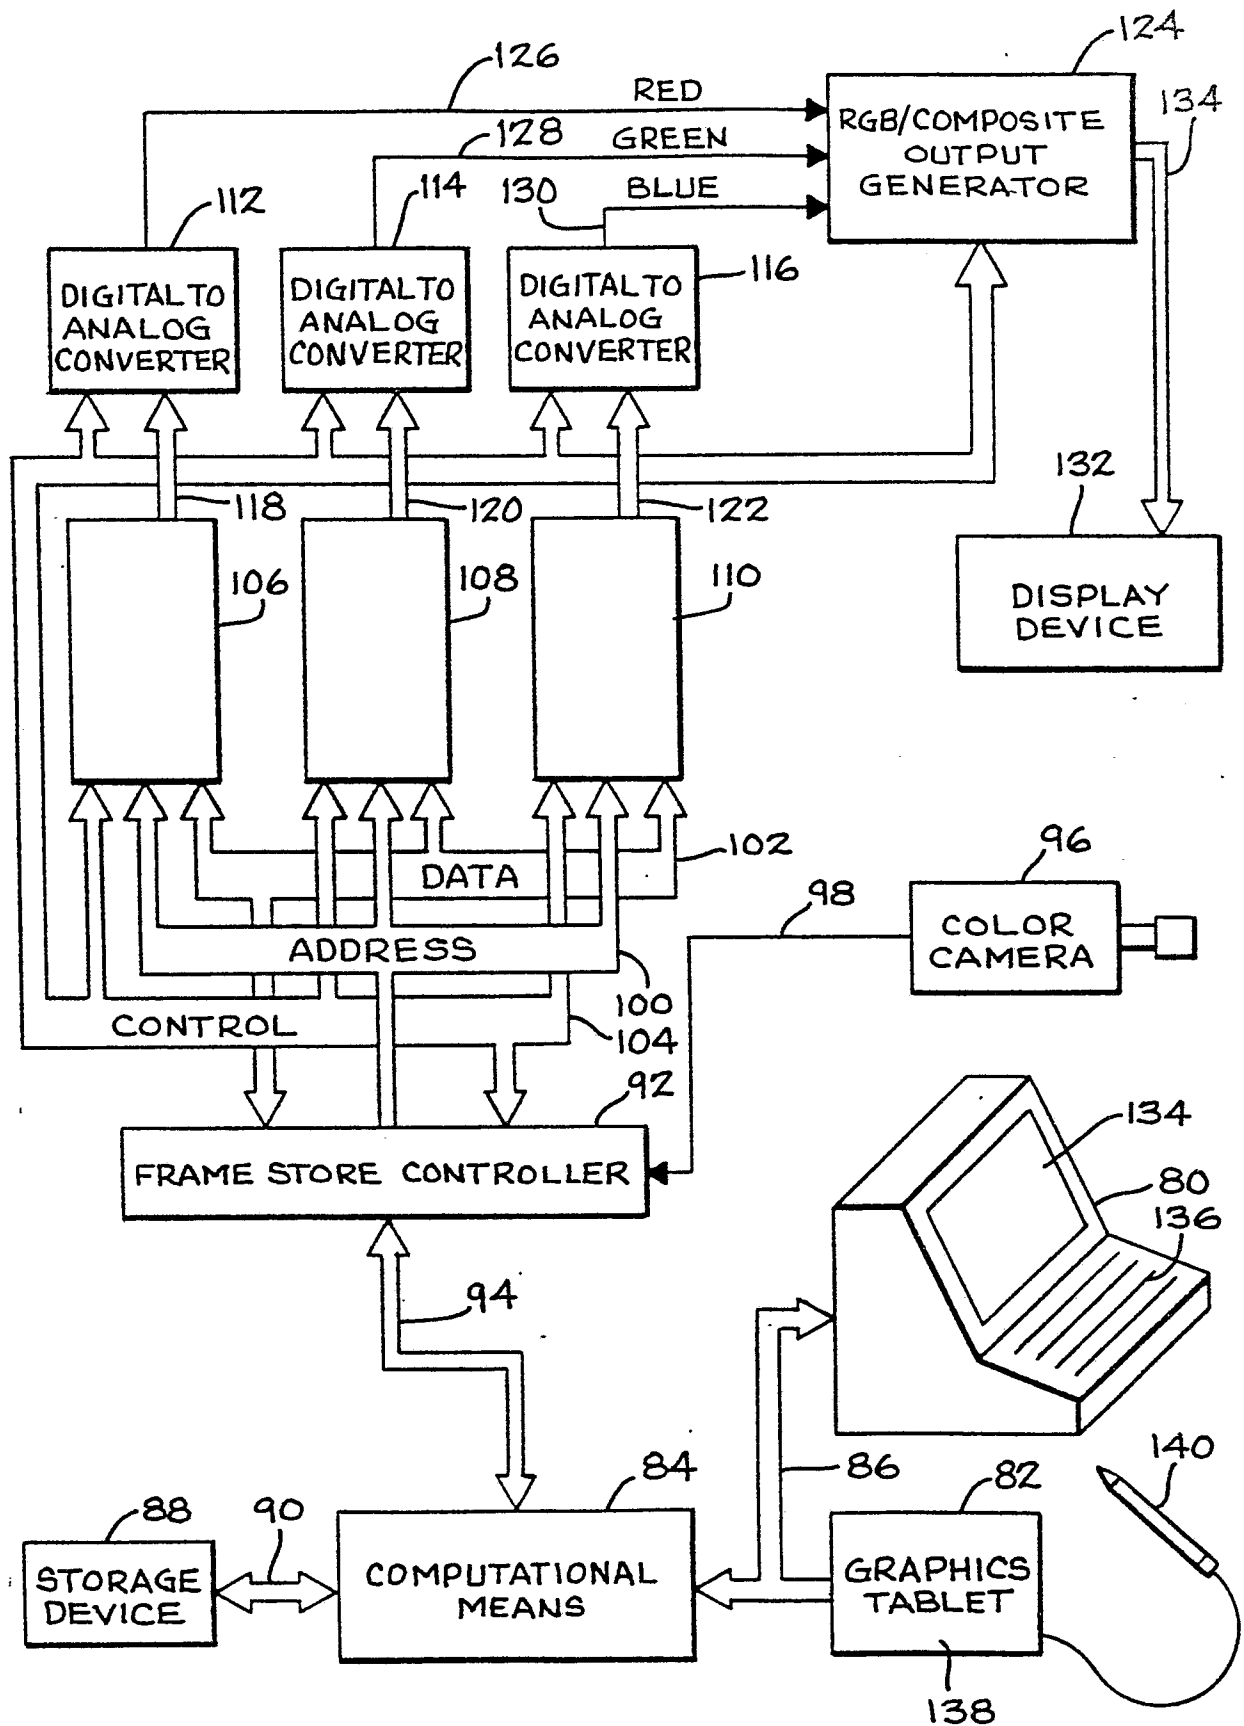 124
126
RED
134
RGB/COMPOSITE
OUTPUT
GENERATOR
128
GREEN
130
BLUE
112
114
116
DIGITAL TO
ANALOG
CONVERTER
DIGITAL TO
ANALOG
CONVERTER
DIGITAL TO
ANALOG
CONVERTER
132
118
120
122
106
108
110
DISPLAY
DEVICE
102
DATA
96
98
COLOR
CAMERA
ADDRESS
100
CONTROL
104
92
FRAME STORE CONTROLLER
134
80
136
94
84
86
82
140
88
90
STORAGE
DEVICE
COMPUTATIONAL
MEANS
GRAPHICS
TABLET
138